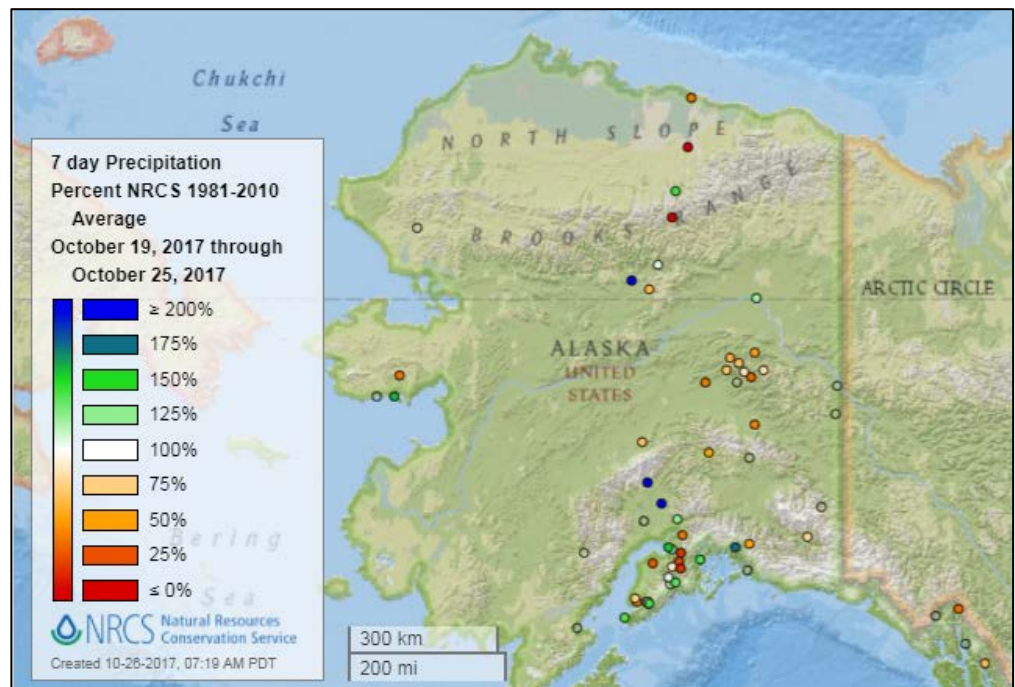 Chukchi
Sea
NORTH SLOPE
BROOKS RANGE
ARCTIC CIRCLE
ALASKA
UNITED
STATES
Bering
Sea
7 day Precipitation
Percent NRCS 1981-2010
Average
October 19, 2017 through
October 25, 2017
≥ 200%
175%
150%
125%
100%
75%
50%
25%
≤ 0%
NRCS Natural Resources
Conservation Service
Created 10-26-2017, 07:19 AM PDT
300 km
200 mi